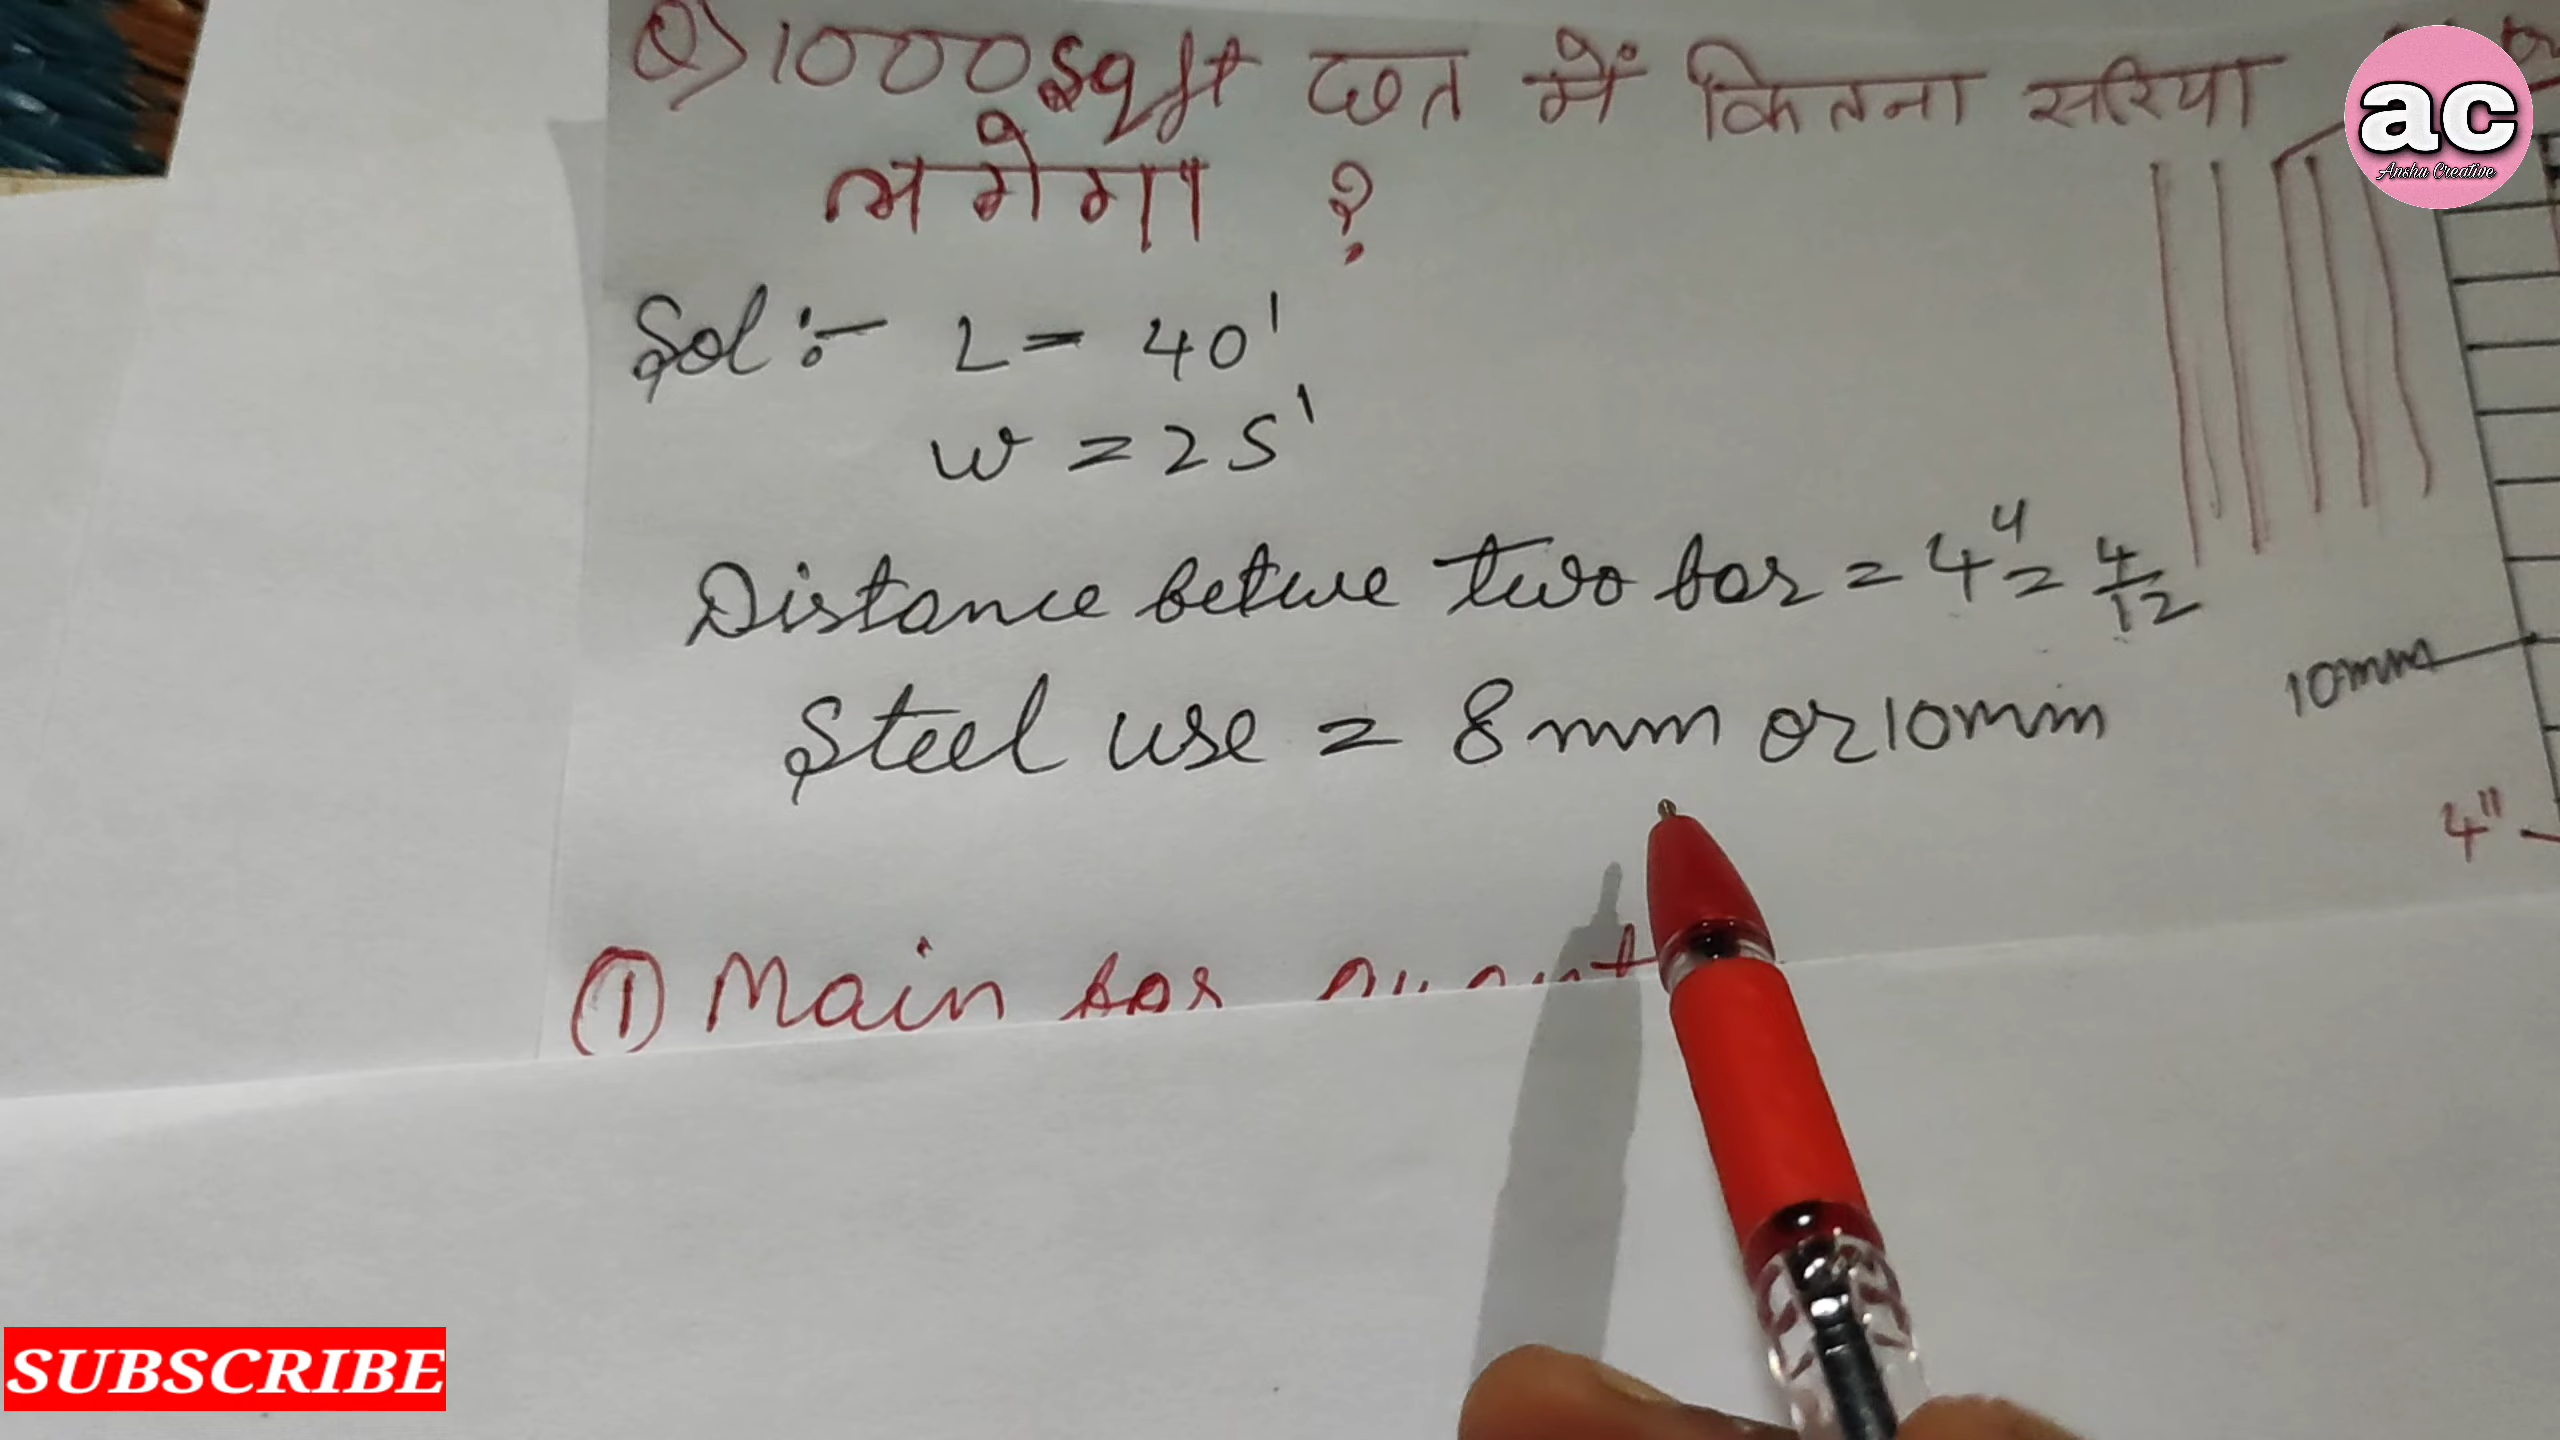 Q) 1000 sqft छत में कितना सरिया
लगेगा ?
Sol :- L = 40'
W = 25'
Distance betwe two bar = 4" = 4/12
Steel use = 8mm or 10mm
10mm
4"
① Main bar
ac
Anshu Creative
SUBSCRIBE